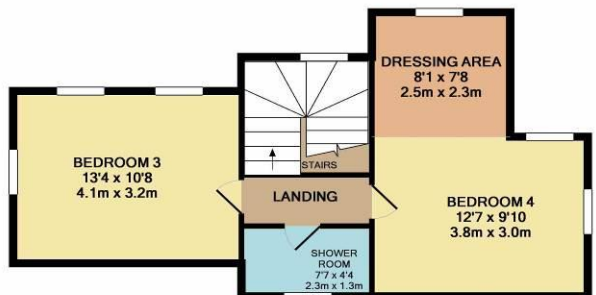 DRESSING AREA
8'1 x 7'8
2.5m x 2.3m
STAIRS
BEDROOM 3
13'4 x 10'8
4.1m x 3.2m
LANDING
BEDROOM 4
12'7 x 9'10
3.8m x 3.0m
SHOWER
ROOM
7'7 x 4'4
2.3m x 1.3m